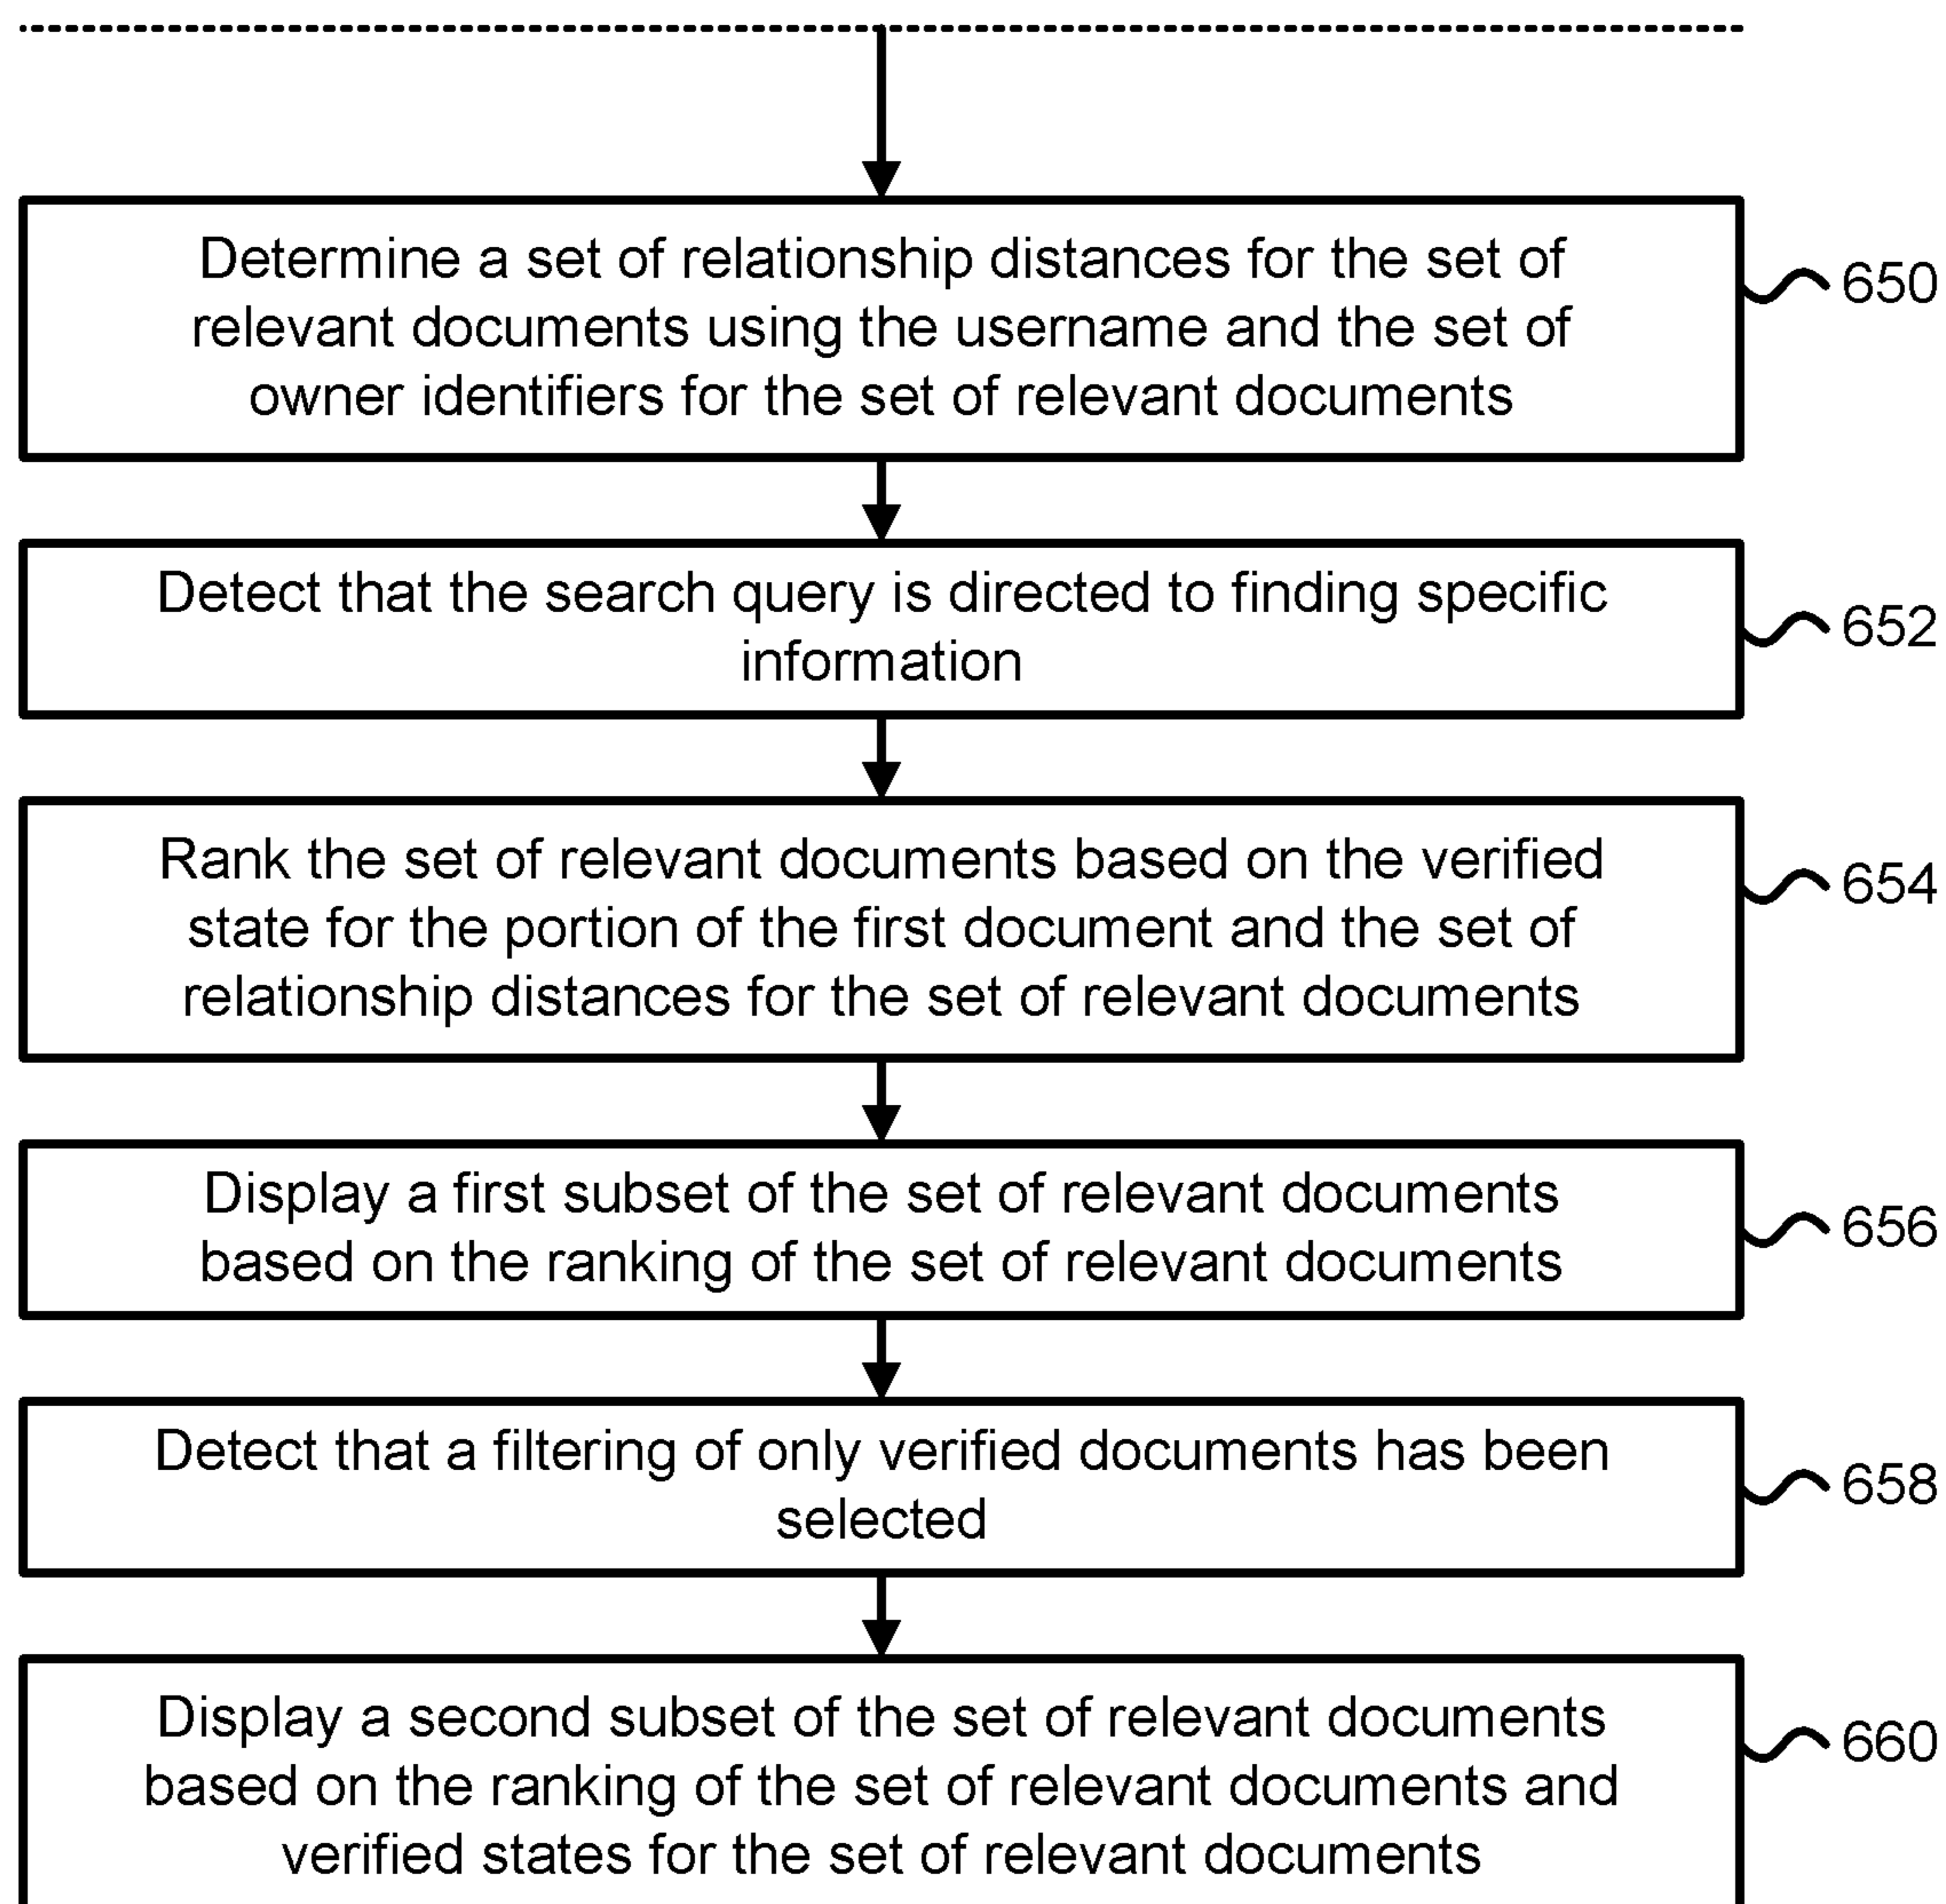 Determine a set of relationship distances for the set of
relevant documents using the username and the set of
owner identifiers for the set of relevant documents
650
Detect that the search query is directed to finding specific
information
652
Rank the set of relevant documents based on the verified
state for the portion of the first document and the set of
relationship distances for the set of relevant documents
654
Display a first subset of the set of relevant documents
based on the ranking of the set of relevant documents
656
Detect that a filtering of only verified documents has been
selected
658
Display a second subset of the set of relevant documents
based on the ranking of the set of relevant documents and
verified states for the set of relevant documents
660